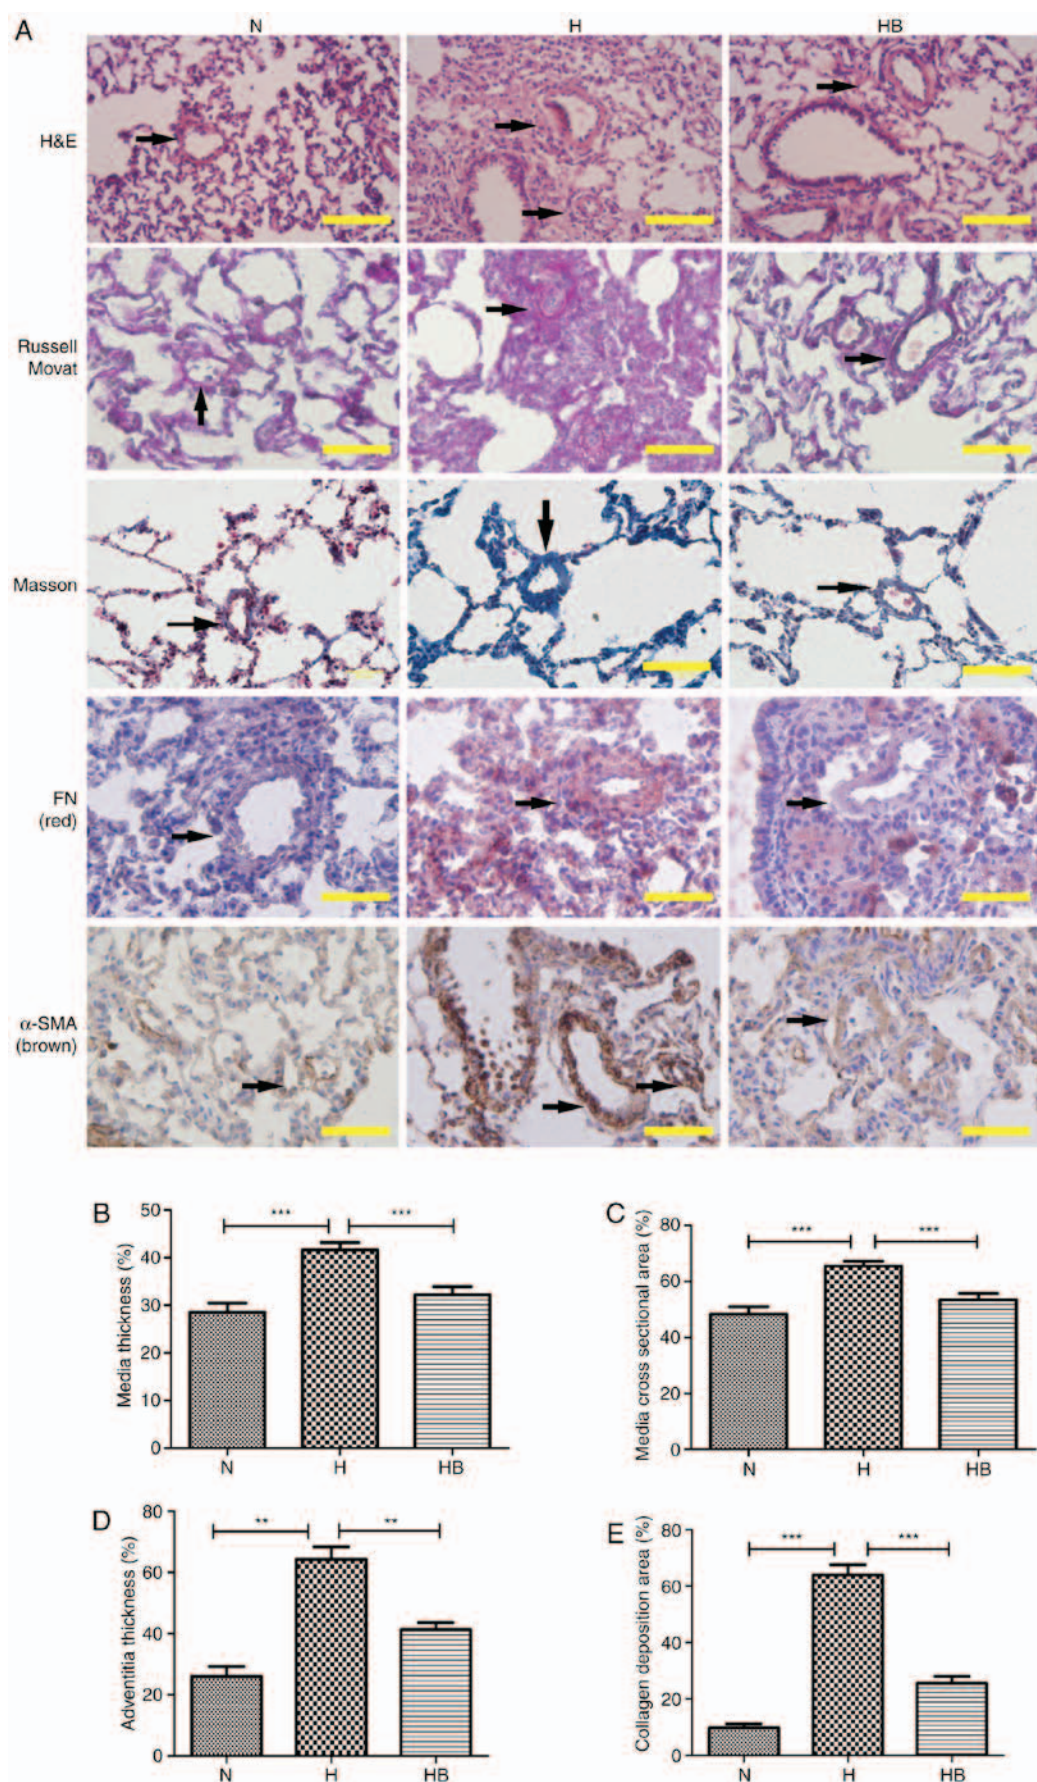 A
N
H
HB
H&E
Russell
Movat
Masson
FN
(red)
α-SMA
(brown)
B
Media thickness (%)
50
40
30
20
10
0
***
***
N
H
HB
C
Media cross sectional area (%)
80
60
40
20
0
***
***
N
H
HB
D
Adventitia thickness (%)
80
60
40
20
0
**
**
N
H
HB
E
Collagen deposition area (%)
80
60
40
20
0
***
***
N
H
HB